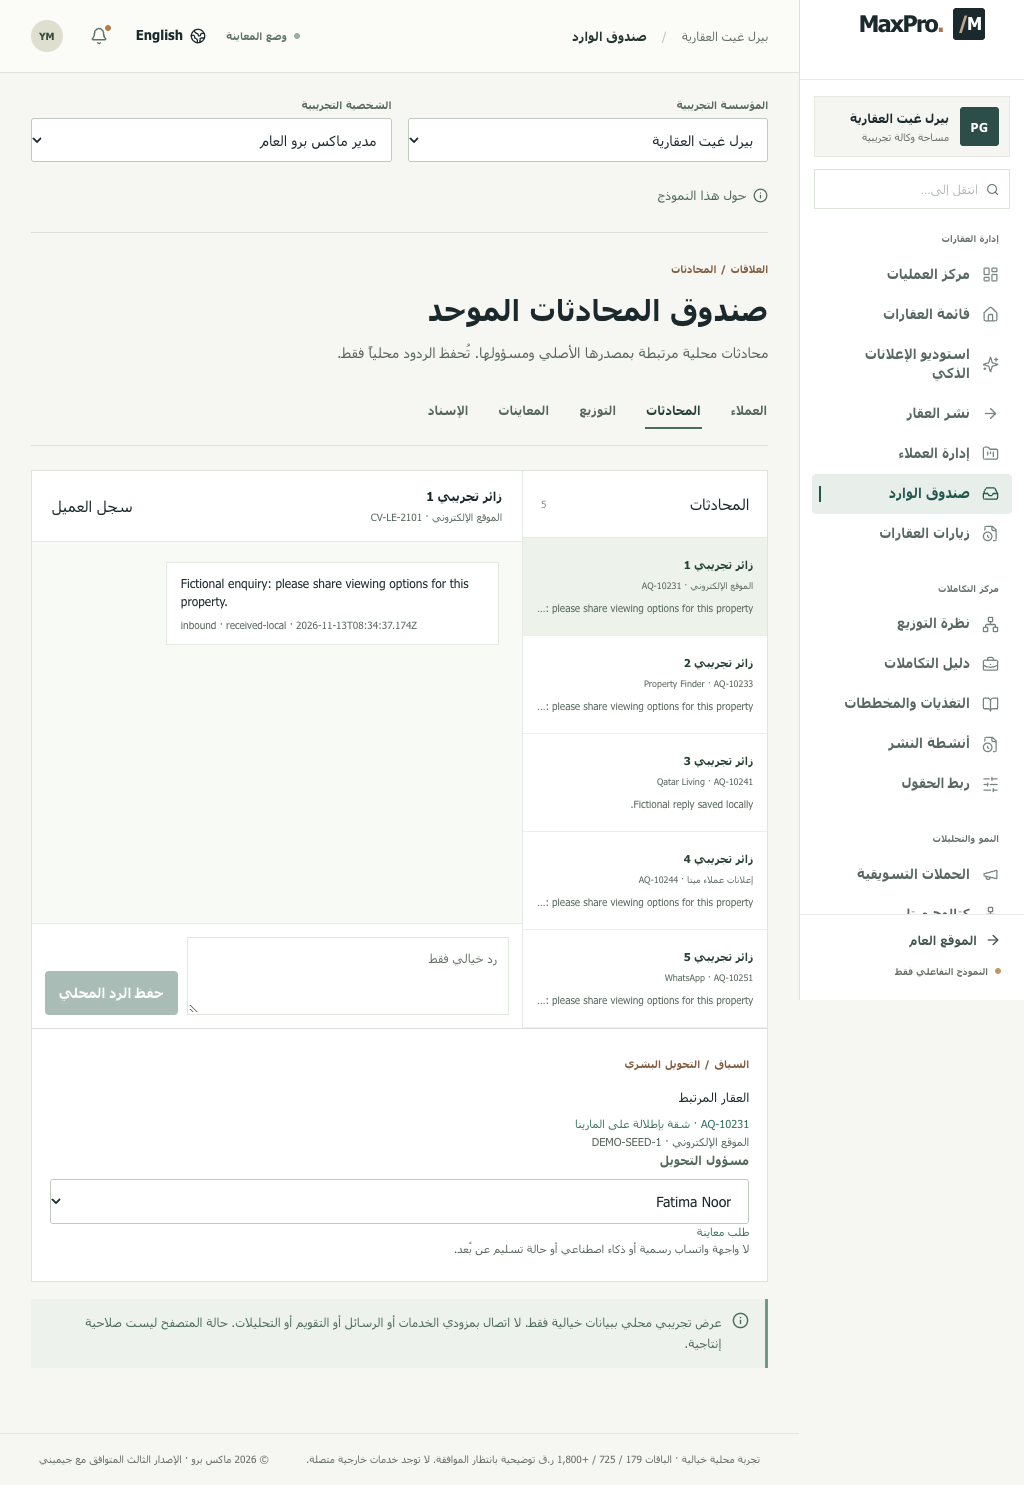 MaxPro.
/M
PG
بيرل غيت العقارية
مساحة وكالة تجريبية
انتقل إلى...
إدارة العقارات
مركز العمليات
قائمة العقارات
استوديو الإعلانات
الذكي
نشر العقار
إدارة العملاء
صندوق الوارد
زيارات العقارات
مركز التكاملات
نظرة التوزيع
دليل التكاملات
التغذيات والمخططات
أنشطة النشر
ربط الحقول
النمو والتحليلات
الحملات التسويقية
الموقع العام
النموذج التفاعلي فقط
بيرل غيت العقارية / صندوق الوارد
وضع المعاينة
English
YM
المؤسسة التجريبية
بيرل غيت العقارية
الشخصية التجريبية
مدير ماكس برو العام
حول هذا النموذج
العلاقات / المحادثات
صندوق المحادثات الموحد
محادثات محلية مرتبطة بمصدرها الأصلي ومسؤولها. تُحفظ الردود محلياً فقط.
العملاء
المحادثات
التوزيع
المعاينات
الإسناد
المحادثات
5
زائر تجريبي 1
الموقع الإلكتروني · AQ-10231
...: please share viewing options for this property
زائر تجريبي 2
Property Finder · AQ-10233
...: please share viewing options for this property
زائر تجريبي 3
Qatar Living · AQ-10241
Fictional reply saved locally.
زائر تجريبي 4
إعلانات عملاء ميتا · AQ-10244
...: please share viewing options for this property
زائر تجريبي 5
WhatsApp · AQ-10251
...: please share viewing options for this property
زائر تجريبي 1
الموقع الإلكتروني · CV-LE-2101
سجل العميل
Fictional enquiry: please share viewing options for this
property.
inbound · received-local · 2026-11-13T08:34:37.174Z
رد خيالي فقط
حفظ الرد المحلي
السياق / التحويل البشري
العقار المرتبط
AQ-10231 · شقة بإطلالة على المارينا
الموقع الإلكتروني · DEMO-SEED-1
مسؤول التحويل
Fatima Noor
طلب معاينة
لا واجهة واتساب رسمية أو ذكاء اصطناعي أو حالة تسليم عن بُعد.
عرض تجريبي محلي ببيانات خيالية فقط. لا اتصال بمزودي الخدمات أو الرسائل أو التقويم أو التحليلات. حالة المتصفح ليست صلاحية
إنتاجية.
تجربة محلية خيالية · الباقات 179 / 725 / +1,800 ر.ق توضيحية بانتظار الموافقة. لا توجد خدمات خارجية متصلة.
© 2026 ماكس برو · الإصدار الثالث المتوافق مع جيميني